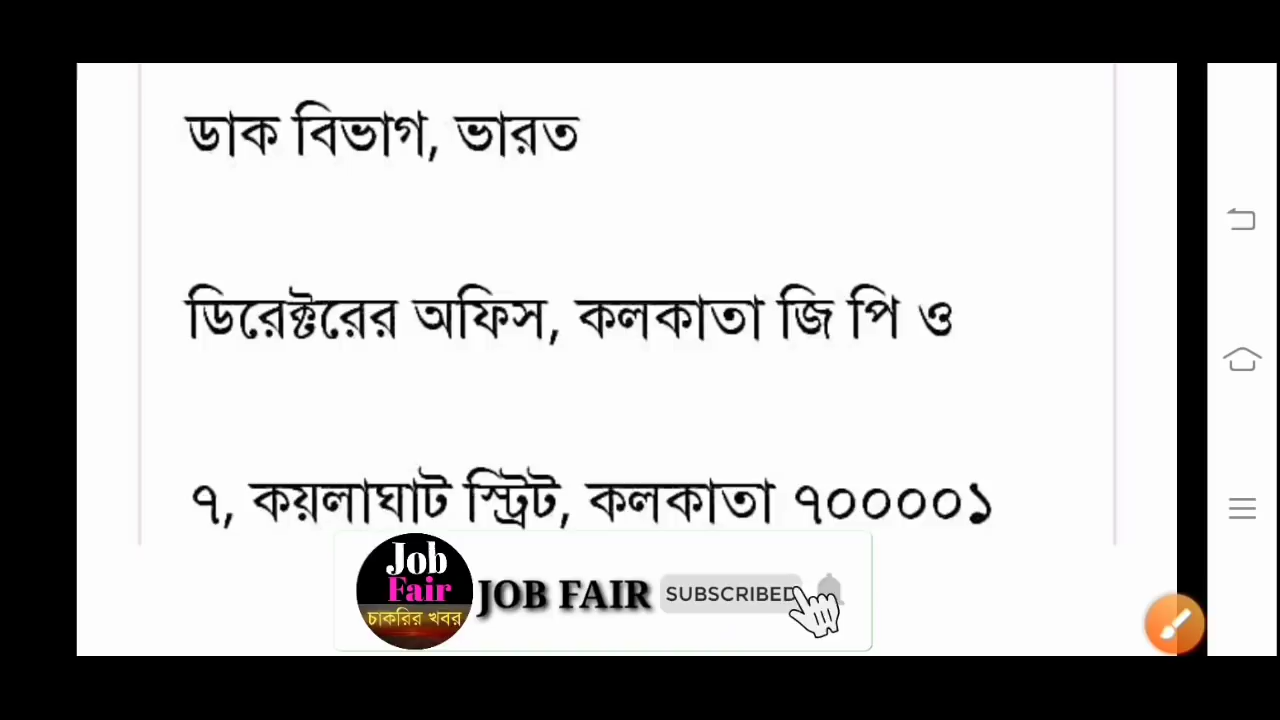 ডাক বিভাগ, ভারত
ডিরেক্টরের অফিস, কলকাতা জি পি ও
৭, কয়লাঘাট স্ট্রিট, কলকাতা ৭০০০০১
Job
Fair
চাকরির খবর
JOB FAIR SUBSCRIBED